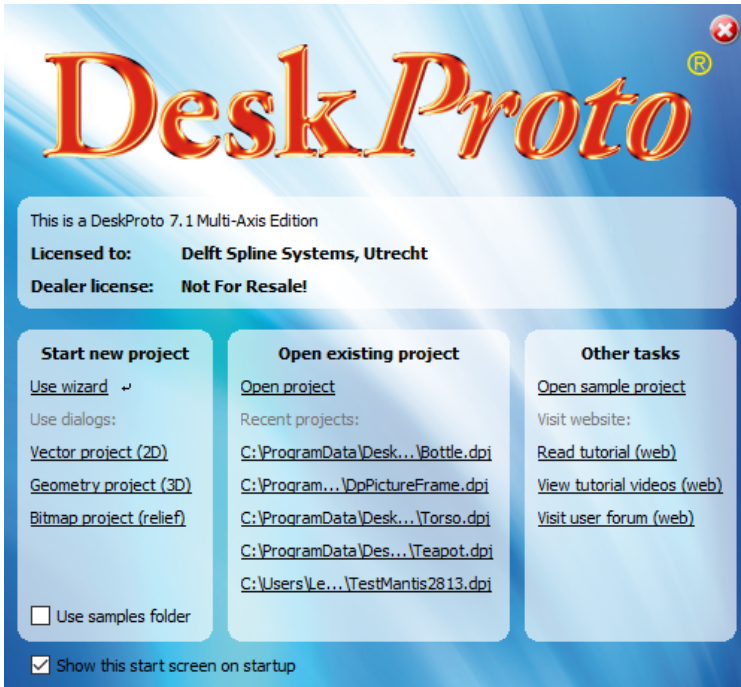 DeskProto®
This is a DeskProto 7.1 Multi-Axis Edition
Licensed to: Delft Spline Systems, Utrecht
Dealer license: Not For Resale!
Start new project
Use wizard ↵
Use dialogs:
Vector project (2D)
Geometry project (3D)
Bitmap project (relief)
Use samples folder
Open existing project
Open project
Recent projects:
C:\ProgramData\Desk...\Bottle.dpj
C:\Program...\DpPictureFrame.dpj
C:\ProgramData\Desk...\Torso.dpj
C:\ProgramData\Des...\Teapot.dpj
C:\Users\Le...\TestMantis2813.dpj
Other tasks
Open sample project
Visit website:
Read tutorial (web)
View tutorial videos (web)
Visit user forum (web)
Show this start screen on startup